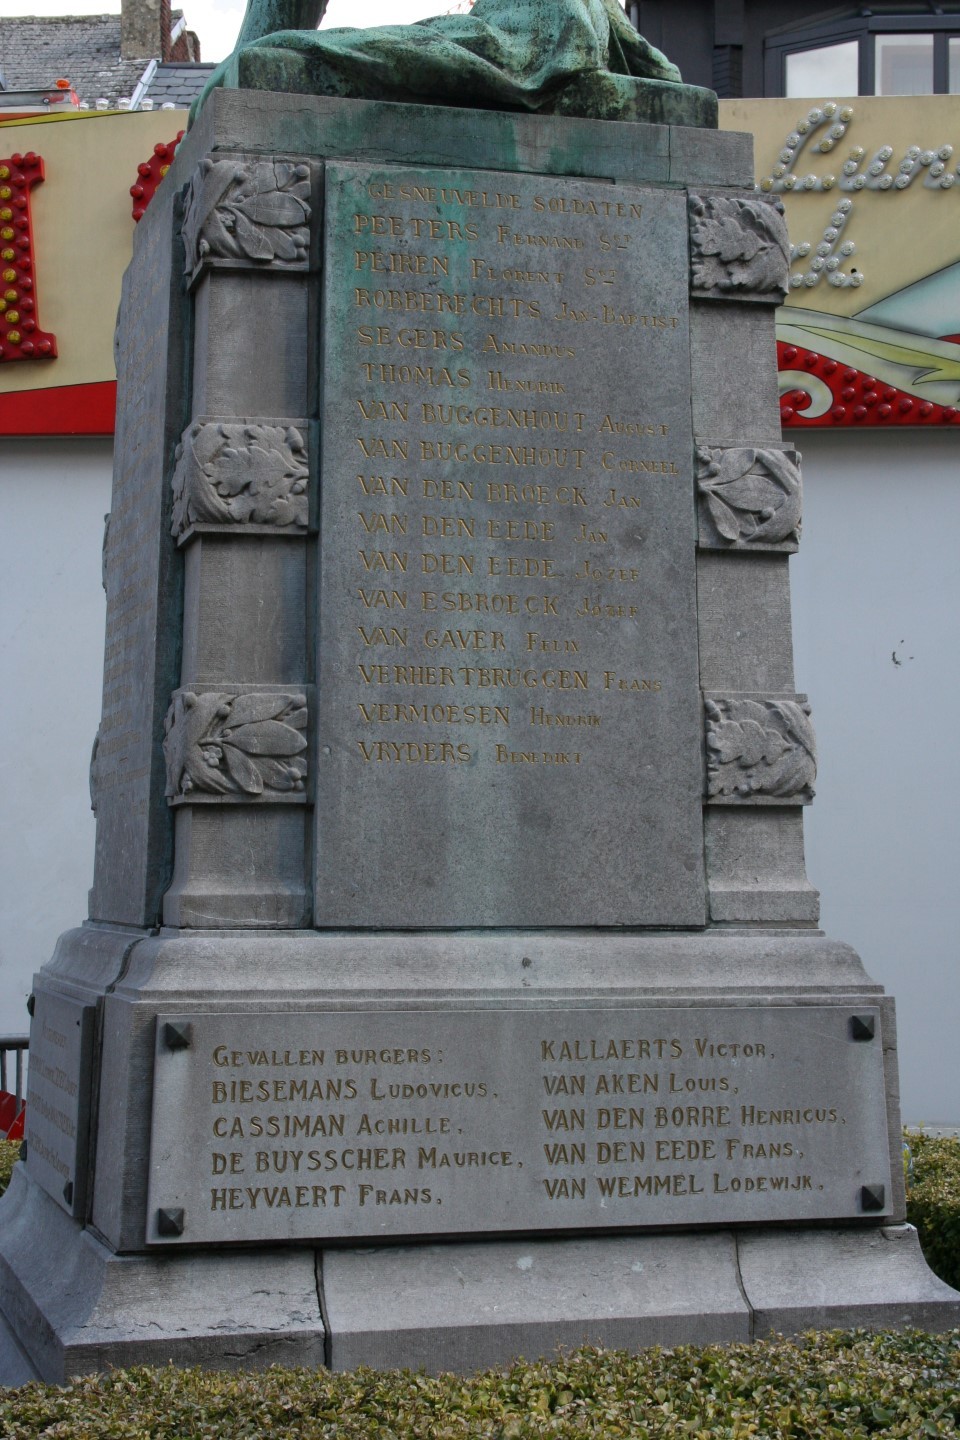 GESNEUVELDE SOLDATEN
PEETERS FERNAND SLT
PEIREN FLORENT
ROBBERECHTS JAN-BAPTIST
SEGERS AMANDUS
THOMAS HENDRIK
VAN BUGGENHOUT AUGUST
VAN BUGGENHOUT CORNEEL
VAN DEN BROECK JAN
VAN DEN EEDE JAN
VAN DEN EEDE JOZEF
VAN ESBROECK JOZEF
VAN GAVER FELIX
VERHERTBRUGGEN FRANS
VERMOESEN HENDRIK
VRYDERS BENEDIKT
GEVALLEN BURGERS:
BIESEMANS LUDOVICUS,
CASSIMAN ACHILLE,
DE BUYSSCHER MAURICE,
HEYVAERT FRANS,
KALLAERTS VICTOR,
VAN AKEN LOUIS,
VAN DEN BORRE HENRICUS,
VAN DEN EEDE FRANS,
VAN WEMMEL LODEWIJK,